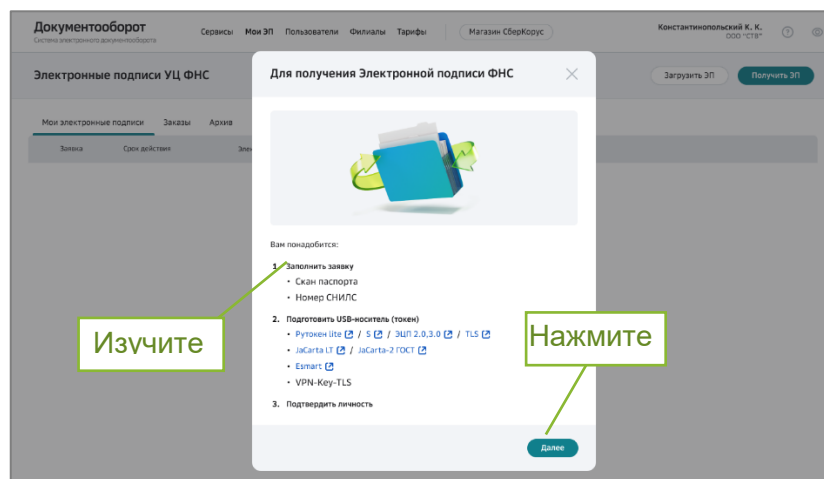 Документооборот
Система электронного документооборота
Сервисы Мои ЭП Пользователи Филиалы Тарифы Магазин СберКорус
Константинопольский К. К.
ООО "СТВ"
Электронные подписи УЦ ФНС
Загрузить ЭП Получить ЭП
Мои электронные подписи Заказы Архив
Заявка Срок действия
Для получения Электронной подписи ФНС
Вам понадобится:
1. Заполнить заявку
• Скан паспорта
• Номер СНИЛС
2. Подготовить USB-носитель (токен)
• Рутокен lite / S / ЭЦП 2.0,3.0 / TLS
• JaCarta LT / JaCarta-2 ГОСТ
• Esmart
• VPN-Key-TLS
3. Подтвердить личность
Далее
Изучите
Нажмите